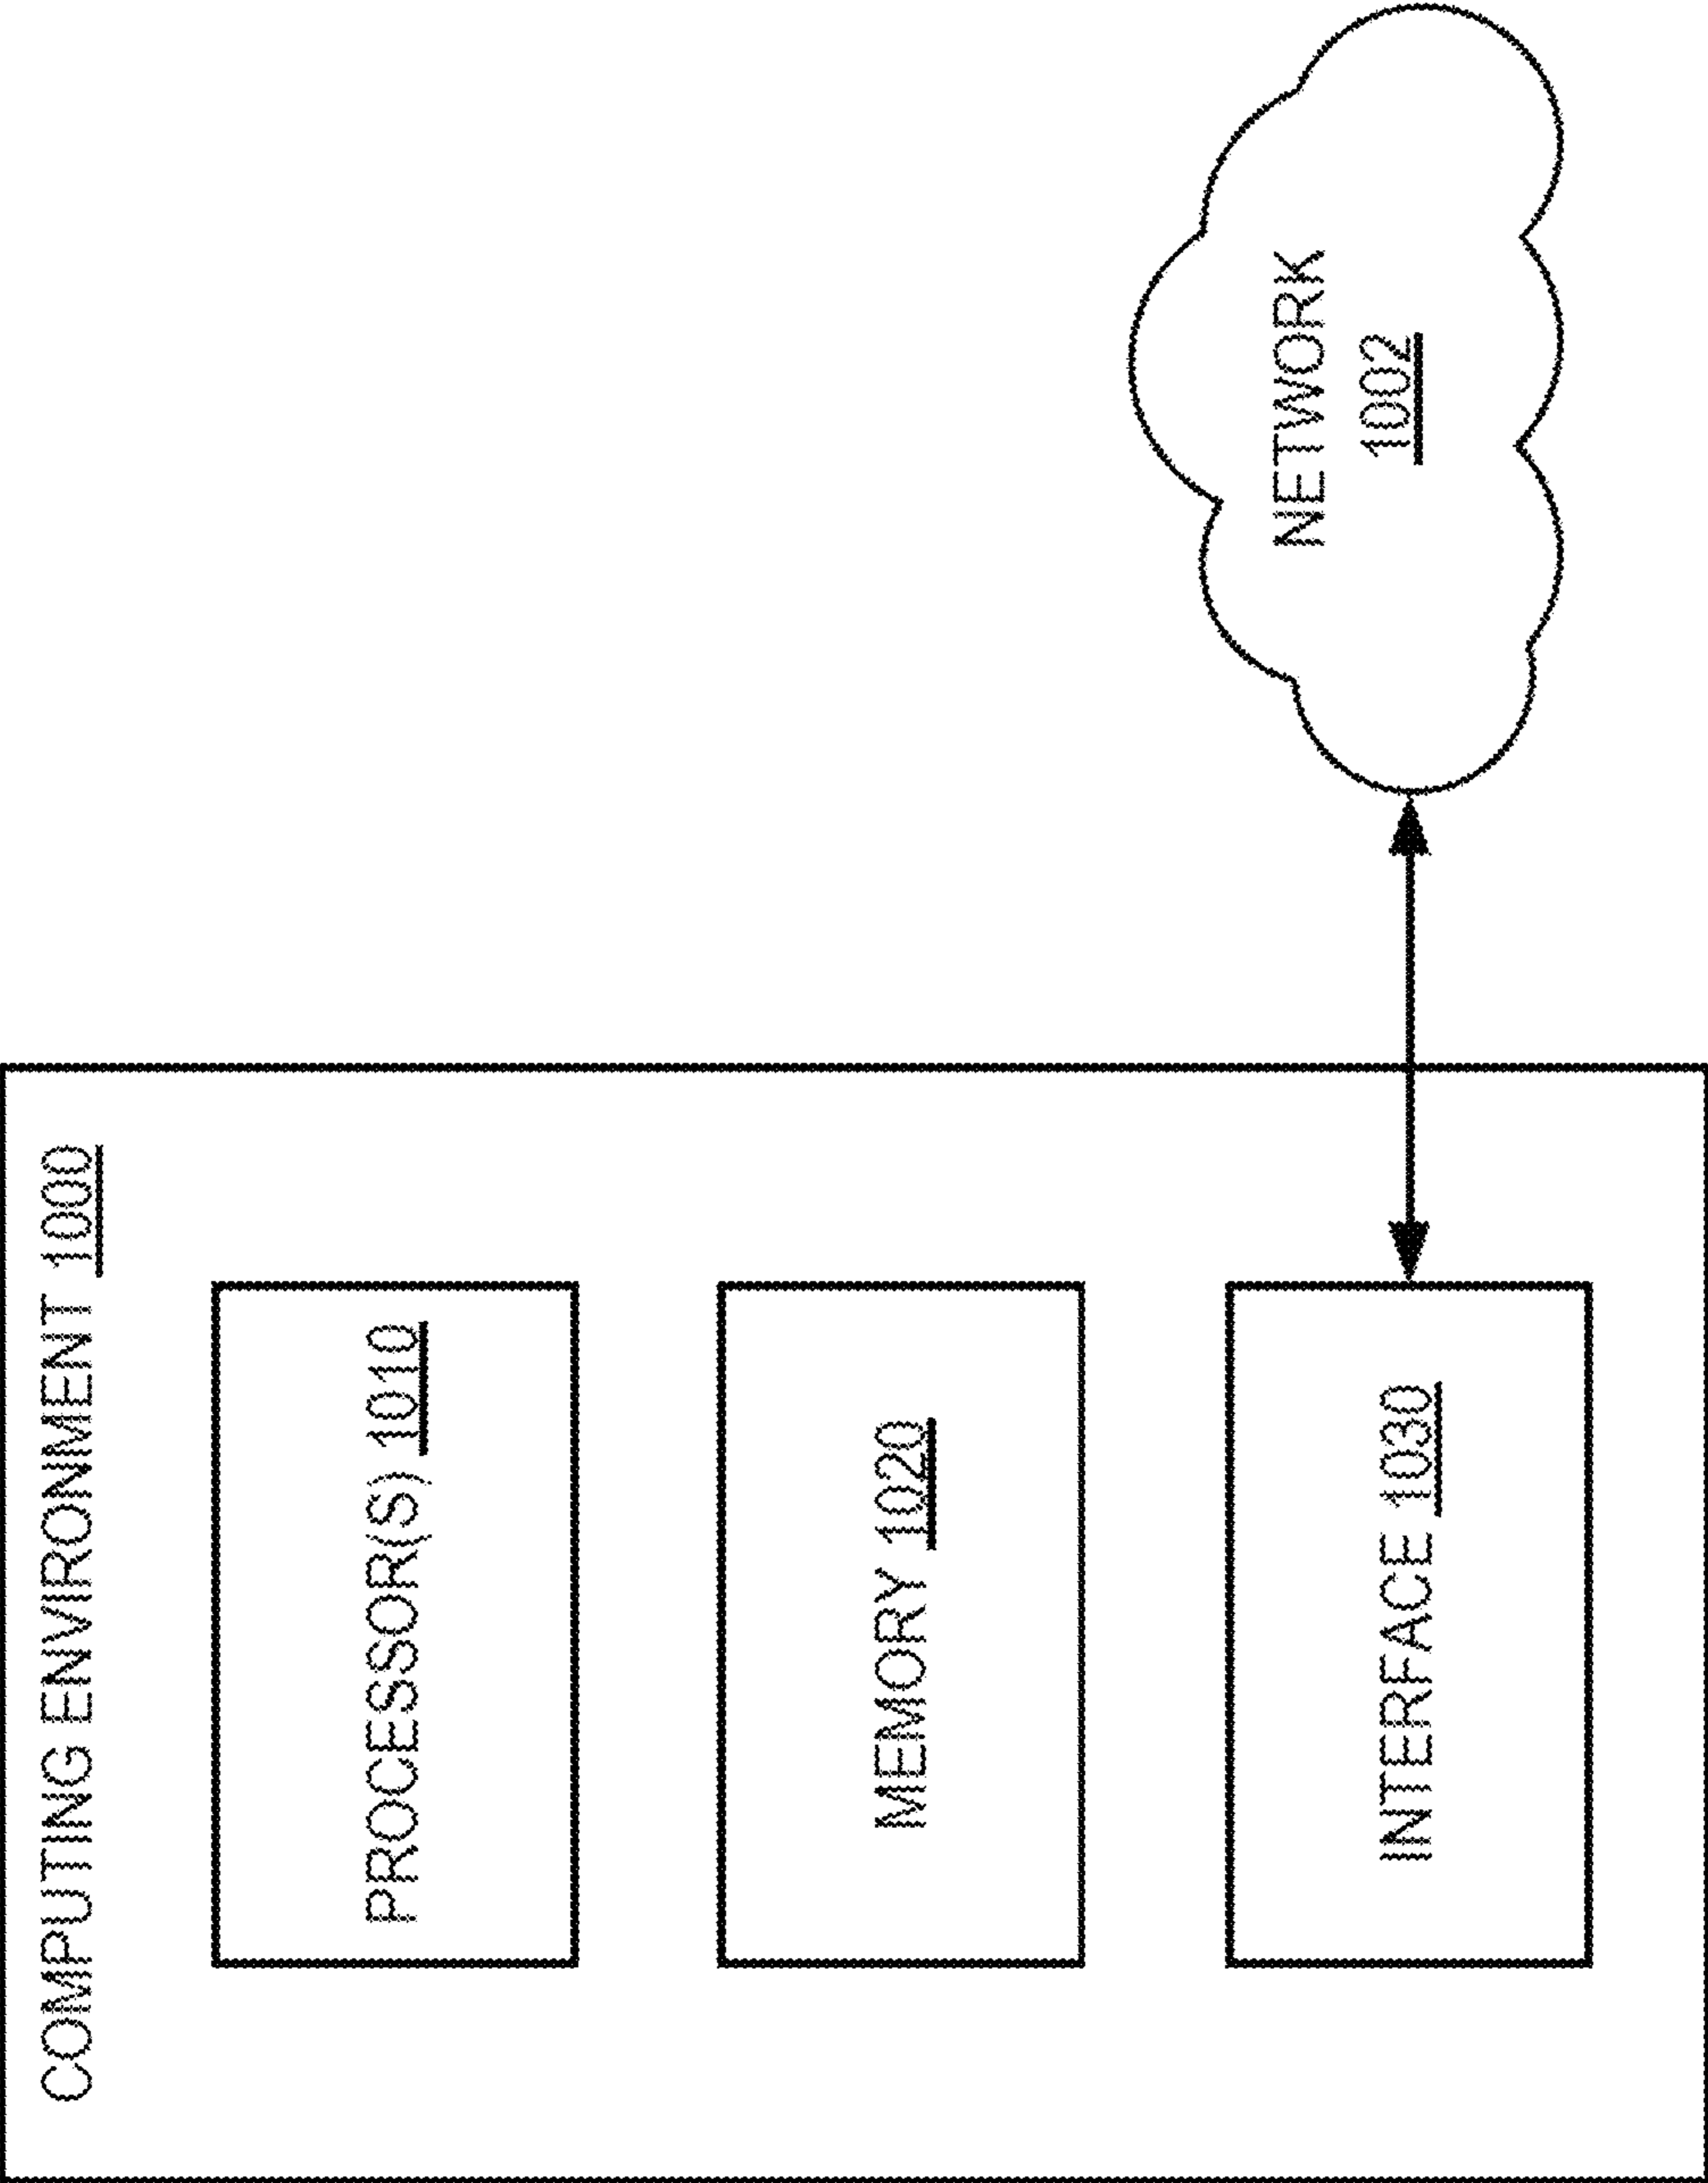 COMPUTING ENVIRONMENT 1000
PROCESSOR(S) 1010
MEMORY 1020
INTERFACE 1030
NETWORK
1002